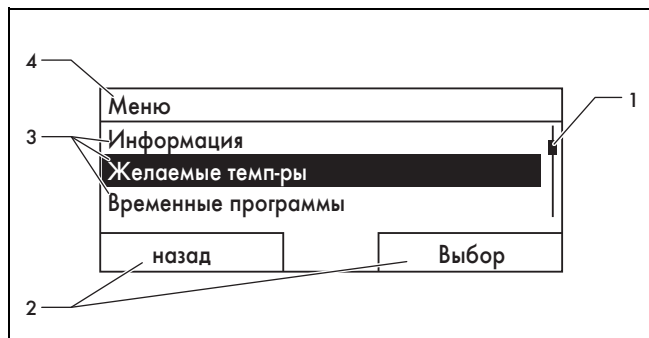 4
Меню
1
3
Информация
Желаемые темп-ры
Временные программы
назад
Выбор
2